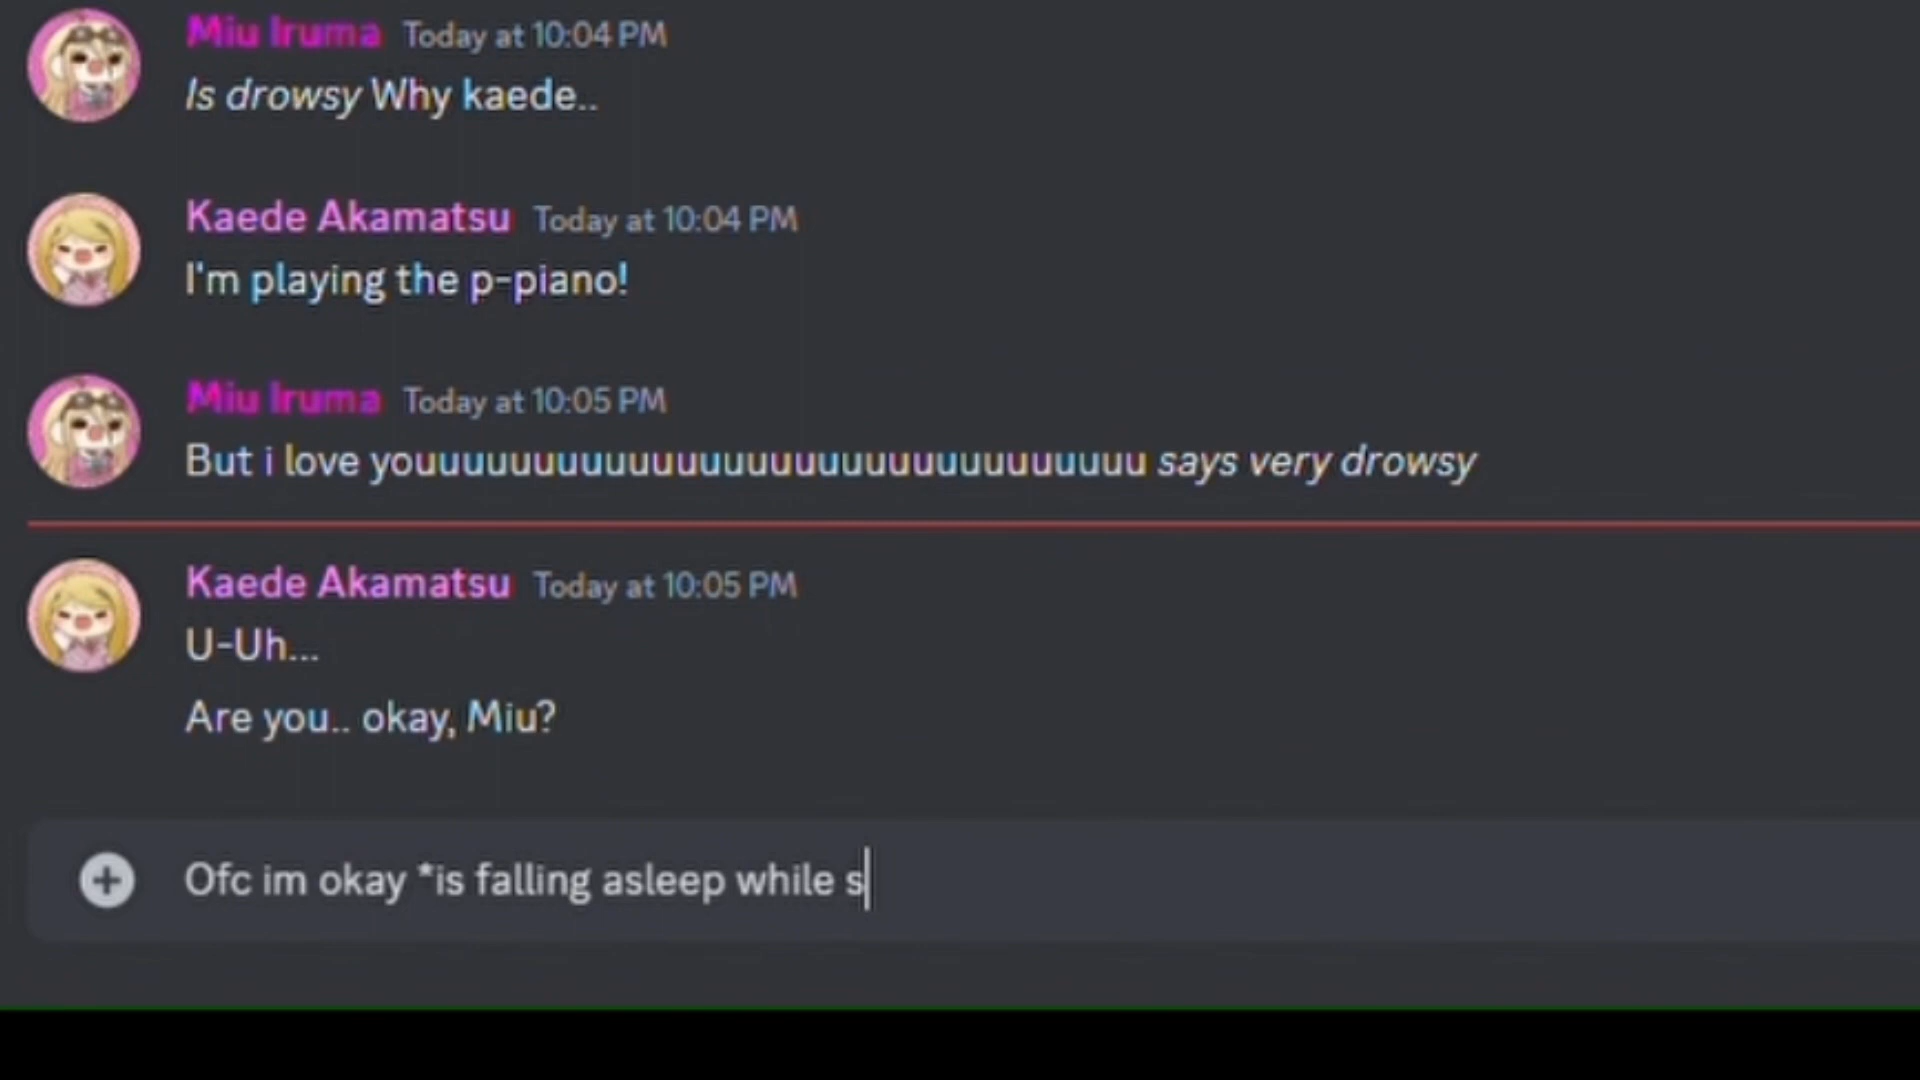 Miu Iruma Today at 10:04 PM
Is drowsy Why kaede..
Kaede Akamatsu Today at 10:04 PM
I'm playing the p-piano!
Miu Iruma Today at 10:05 PM
But i love youuuuuuuuuuuuuuuuuuuuuuuuuuuuuuu says very drowsy
Kaede Akamatsu Today at 10:05 PM
U-Uh...
Are you.. okay, Miu?
Ofc im okay *is falling asleep while s